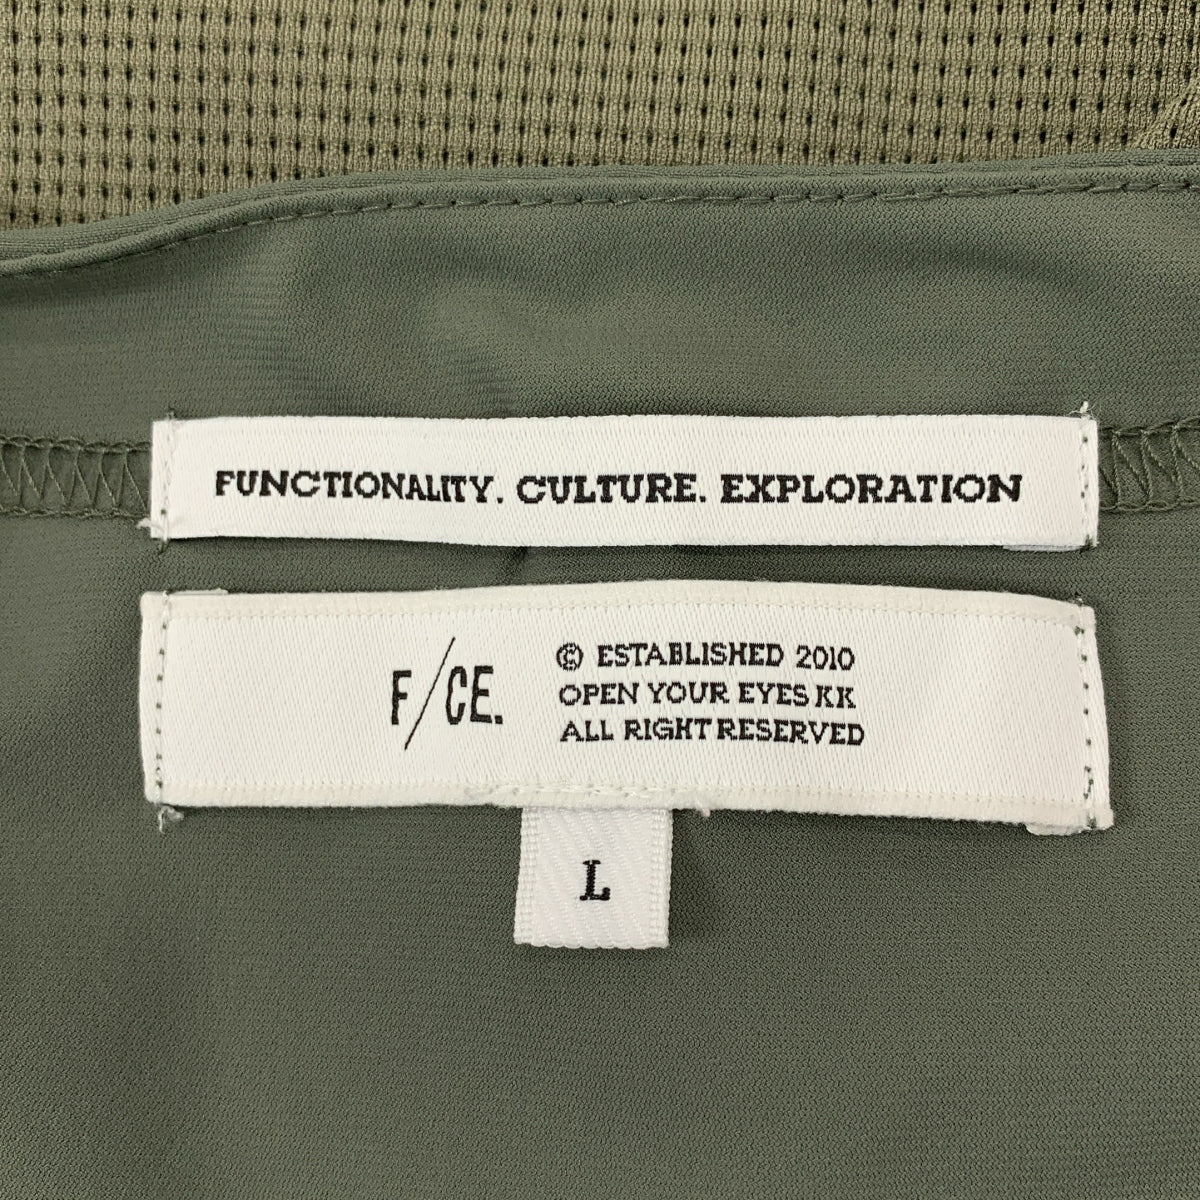 FUNCTIONALITY. CULTURE. EXPLORATION
F/CE.
© ESTABLISHED 2010
OPEN YOUR EYES KK
ALL RIGHT RESERVED
L